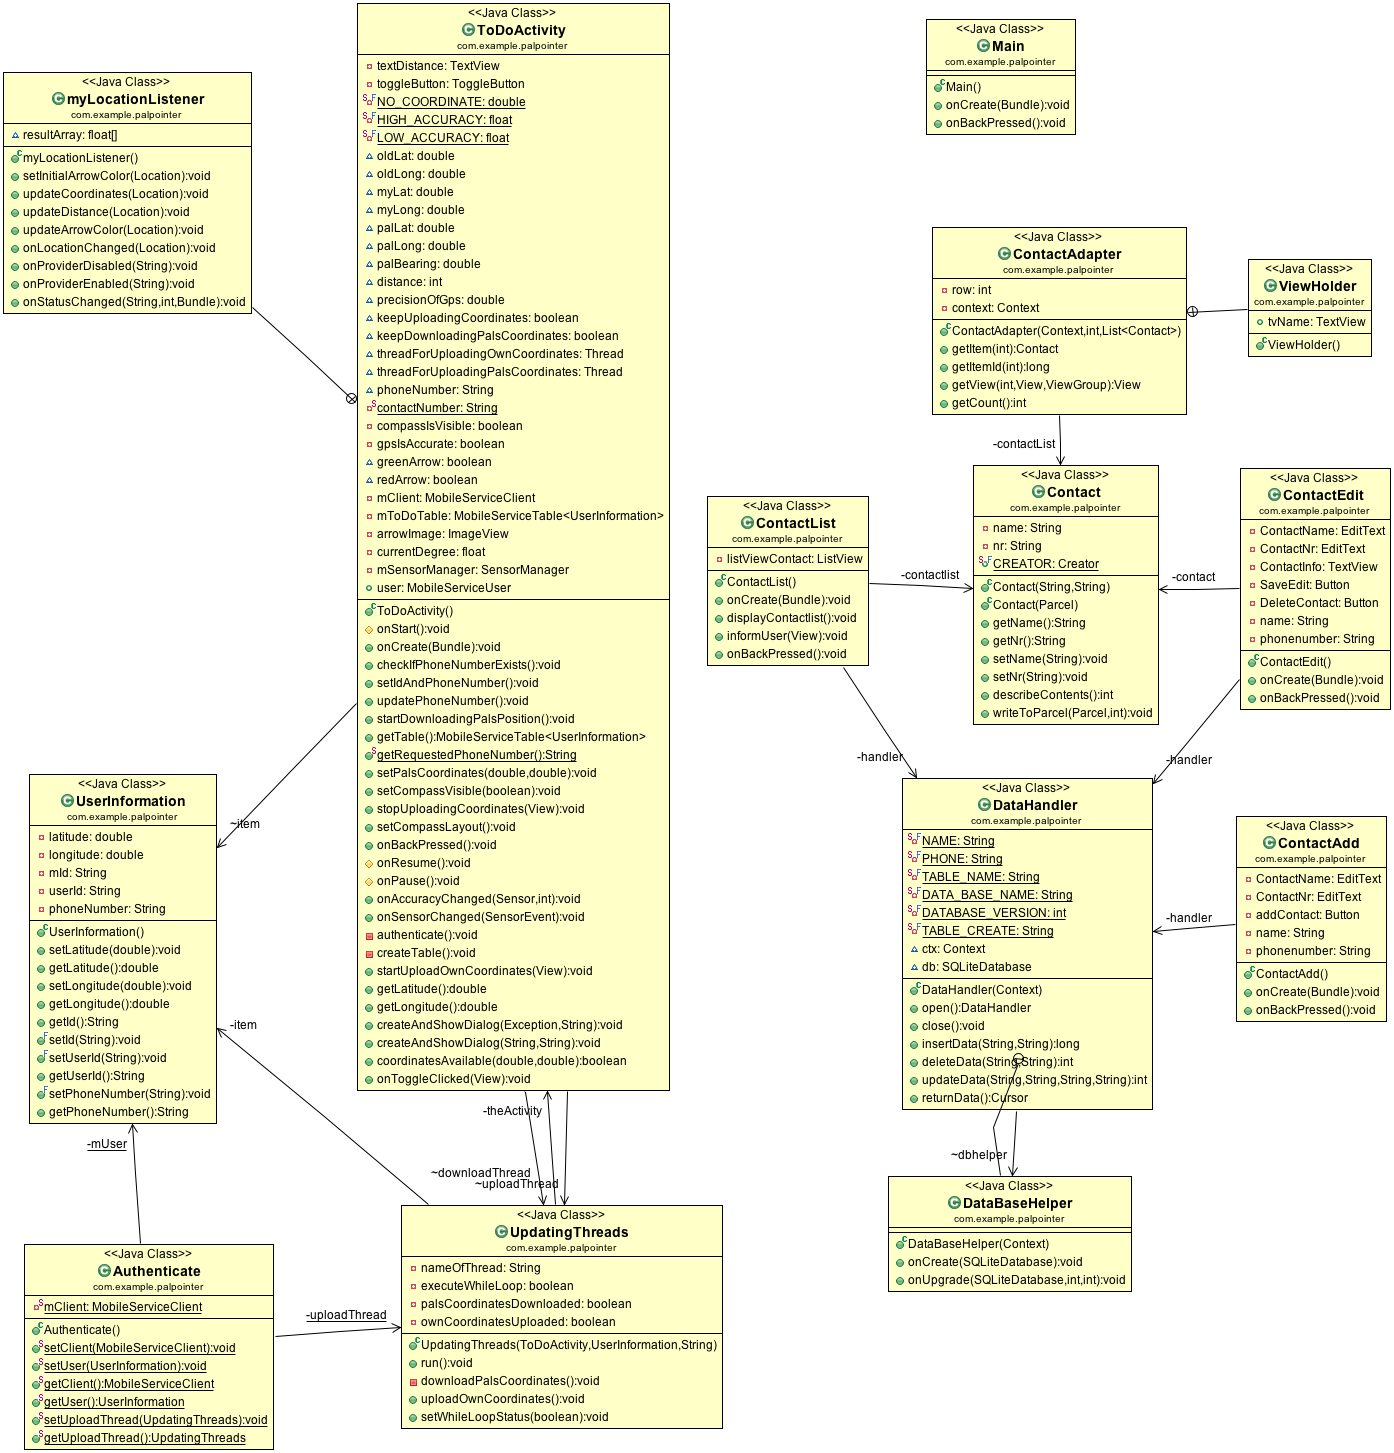 <<Java Class>>
ToDoActivity
com.example.palpointer
textDistance: TextView
toggleButton: ToggleButton
NO_COORDINATE: double
HIGH_ACCURACY: float
LOW_ACCURACY: float
oldLat: double
oldLong: double
myLat: double
myLong: double
palLat: double
palLong: double
palBearing: double
distance: int
precisionOfGps: double
keepUploadingCoordinates: boolean
keepDownloadingPalsCoordinates: boolean
threadForUploadingOwnCoordinates: Thread
threadForUploadingPalsCoordinates: Thread
phoneNumber: String
contactNumber: String
compassIsVisible: boolean
gpsIsAccurate: boolean
greenArrow: boolean
redArrow: boolean
mClient: MobileServiceClient
mToDoTable: MobileServiceTable<UserInformation>
arrowImage: ImageView
currentDegree: float
mSensorManager: SensorManager
user: MobileServiceUser
ToDoActivity()
onStart():void
onCreate(Bundle):void
checkIfPhoneNumberExists():void
setIdAndPhoneNumber():void
updatePhoneNumber():void
startDownloadingPalsPosition():void
getTable():MobileServiceTable<UserInformation>
getRequestedPhoneNumber():String
setPalsCoordinates(double,double):void
setCompassVisible(boolean):void
stopUploadingCoordinates(View):void
setCompassLayout():void
onBackPressed():void
onResume():void
onPause():void
onAccuracyChanged(Sensor,int):void
onSensorChanged(SensorEvent):void
authenticate():void
createTable():void
startUploadOwnCoordinates(View):void
getLatitude():double
getLongitude():double
createAndShowDialog(Exception,String):void
createAndShowDialog(String,String):void
coordinatesAvailable(double,double):boolean
onToggleClicked(View):void
<<Java Class>>
myLocationListener
com.example.palpointer
resultArray: float[]
myLocationListener()
setInitialArrowColor(Location):void
updateCoordinates(Location):void
updateDistance(Location):void
updateArrowColor(Location):void
onLocationChanged(Location):void
onProviderDisabled(String):void
onProviderEnabled(String):void
onStatusChanged(String,int,Bundle):void
<<Java Class>>
Main
com.example.palpointer
Main()
onCreate(Bundle):void
onBackPressed():void
<<Java Class>>
ContactAdapter
com.example.palpointer
row: int
context: Context
ContactAdapter(Context,int,List<Contact>)
getItem(int):Contact
getItemId(int):long
getView(int,View,ViewGroup):View
getCount():int
<<Java Class>>
ViewHolder
com.example.palpointer
tvName: TextView
ViewHolder()
-contactList
<<Java Class>>
Contact
com.example.palpointer
name: String
nr: String
CREATOR: Creator
Contact(String,String)
Contact(Parcel)
getName():String
getNr():String
setName(String):void
setNr(String):void
describeContents():int
writeToParcel(Parcel,int):void
<<Java Class>>
ContactEdit
com.example.palpointer
ContactName: EditText
ContactNr: EditText
ContactInfo: TextView
SaveEdit: Button
DeleteContact: Button
name: String
phonenumber: String
ContactEdit()
onCreate(Bundle):void
onBackPressed():void
-contact
<<Java Class>>
ContactList
com.example.palpointer
listViewContact: ListView
ContactList()
onCreate(Bundle):void
displayContactlist():void
informUser(View):void
onBackPressed():void
-contactlist
-handler
-handler
<<Java Class>>
DataHandler
com.example.palpointer
NAME: String
PHONE: String
TABLE_NAME: String
DATA_BASE_NAME: String
DATABASE_VERSION: int
TABLE_CREATE: String
ctx: Context
db: SQLiteDatabase
DataHandler(Context)
open():DataHandler
close():void
insertData(String,String):long
deleteData(String,String):int
updateData(String,String,String,String):int
returnData():Cursor
<<Java Class>>
ContactAdd
com.example.palpointer
ContactName: EditText
ContactNr: EditText
addContact: Button
name: String
phonenumber: String
ContactAdd()
onCreate(Bundle):void
onBackPressed():void
-handler
~dbhelper
<<Java Class>>
DataBaseHelper
com.example.palpointer
DataBaseHelper(Context)
onCreate(SQLiteDatabase):void
onUpgrade(SQLiteDatabase,int,int):void
<<Java Class>>
UserInformation
com.example.palpointer
latitude: double
longitude: double
mId: String
userId: String
phoneNumber: String
UserInformation()
setLatitude(double):void
getLatitude():double
setLongitude(double):void
getLongitude():double
getId():String
setId(String):void
setUserId(String):void
getUserId():String
setPhoneNumber(String):void
getPhoneNumber():String
~item
-item
-mUser
-theActivity
~downloadThread
~uploadThread
<<Java Class>>
UpdatingThreads
com.example.palpointer
nameOfThread: String
executeWhileLoop: boolean
palsCoordinatesDownloaded: boolean
ownCoordinatesUploaded: boolean
UpdatingThreads(ToDoActivity,UserInformation,String)
run():void
downloadPalsCoordinates():void
uploadOwnCoordinates():void
setWhileLoopStatus(boolean):void
<<Java Class>>
Authenticate
com.example.palpointer
mClient: MobileServiceClient
Authenticate()
setClient(MobileServiceClient):void
setUser(UserInformation):void
getClient():MobileServiceClient
getUser():UserInformation
setUploadThread(UpdatingThreads):void
getUploadThread():UpdatingThreads
-uploadThread